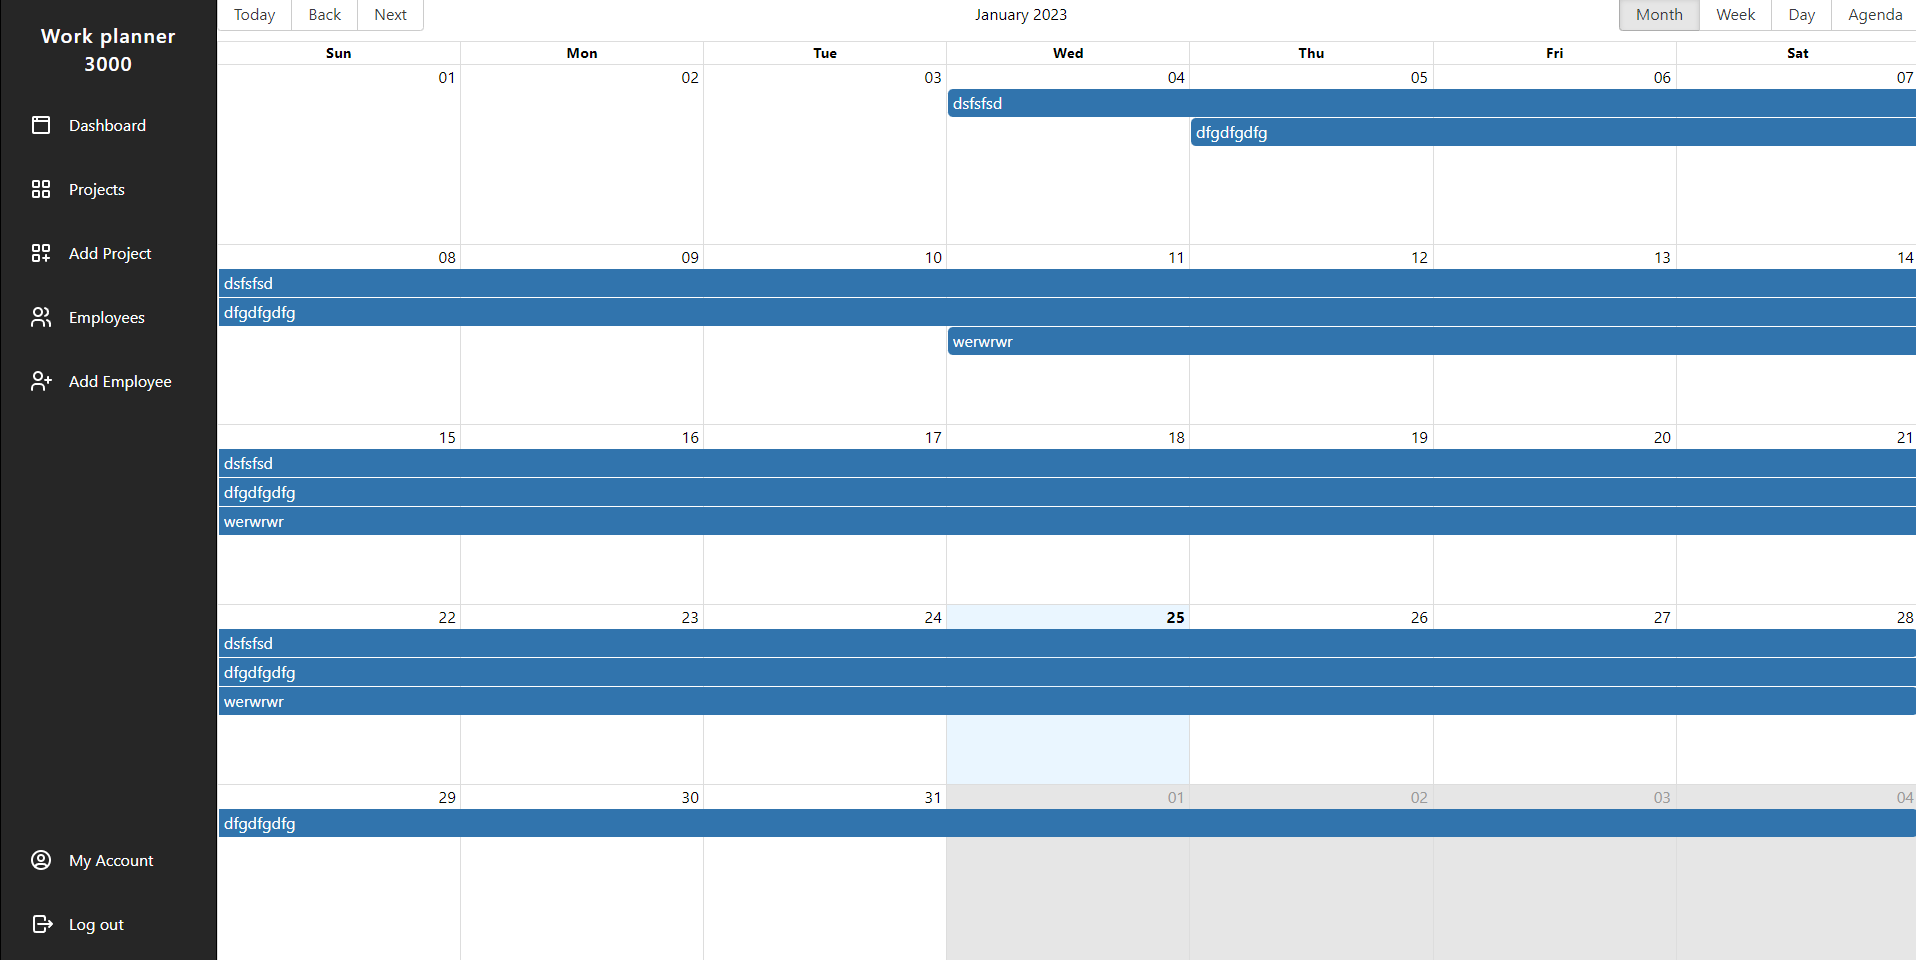 Work planner
3000
Dashboard
Projects
Add Project
Employees
Add Employee
My Account
Log out
Today Back Next
January 2023
Month Week Day Agenda
Sun Mon Tue Wed Thu Fri Sat
01 02 03 04 05 06 07
dsfsfsd
dfgdfgdfg
08 09 10 11 12 13 14
dsfsfsd
dfgdfgdfg
werwrwr
15 16 17 18 19 20 21
dsfsfsd
dfgdfgdfg
werwrwr
22 23 24 25 26 27 28
dsfsfsd
dfgdfgdfg
werwrwr
29 30 31 01 02 03 04
dfgdfgdfg